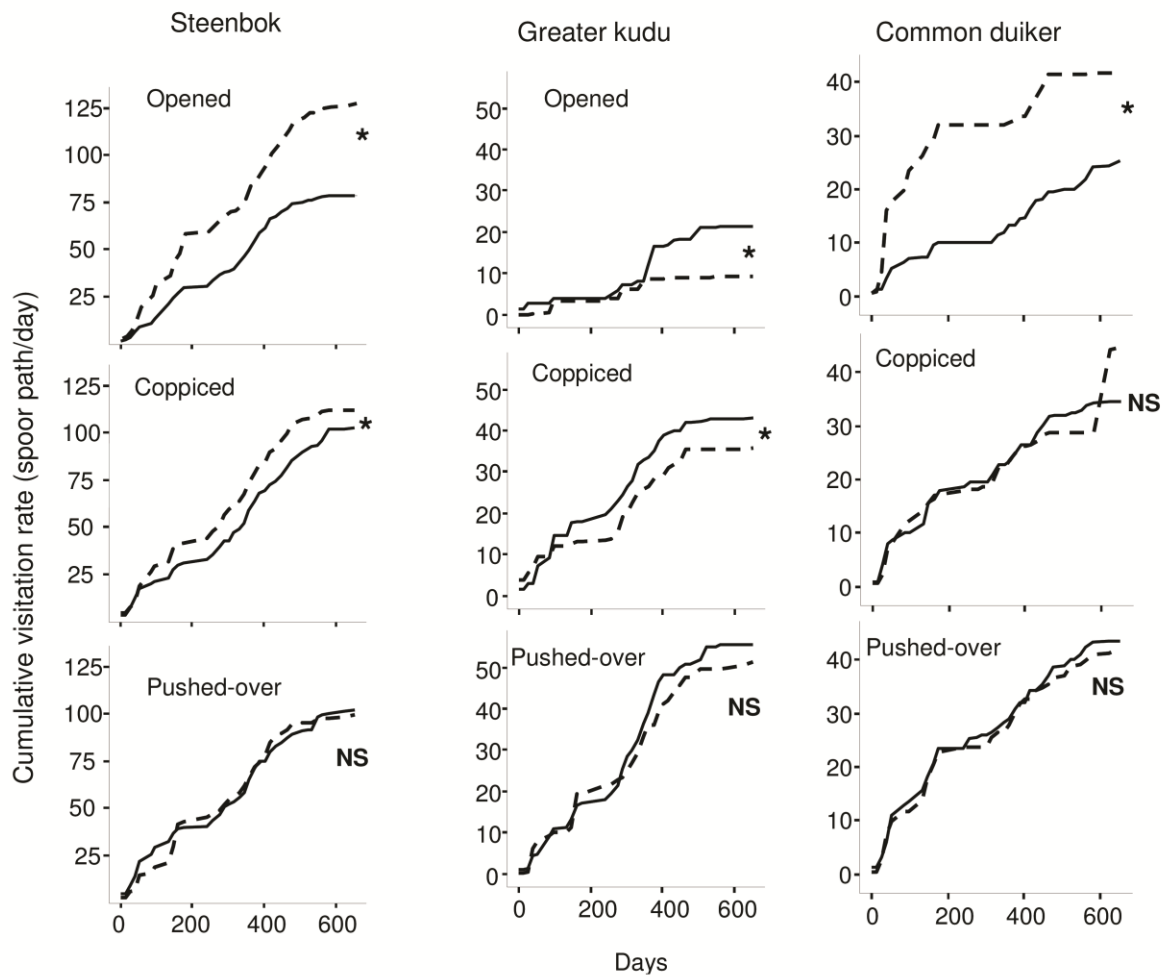 Steenbok
Greater kudu
Common duiker
Cumulative visitation rate (spoor path/day)
Opened
125
100
75
50
25
*
Opened
50
40
30
20
10
0
*
40
30
20
10
0
*
Coppiced
125
100
75
50
25
*
Coppiced
50
40
30
20
10
0
*
Coppiced
40
30
20
10
0
NS
Pushed-over
125
100
75
50
25
NS
0 200 400 600
Pushed-over
50
40
30
20
10
0
NS
0 200 400 600
Pushed-over
40
30
20
10
0
NS
0 200 400 600
Days